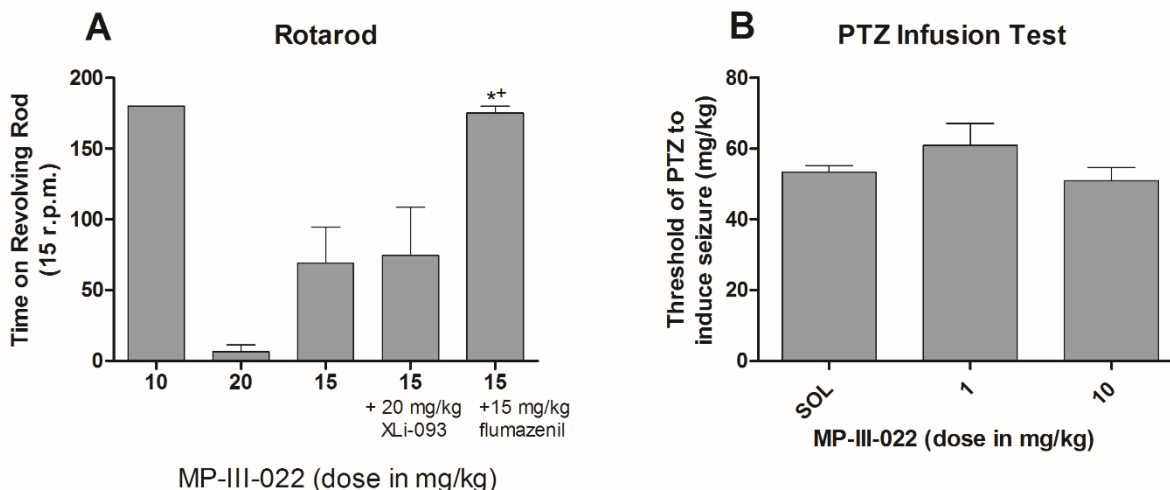 A
Rotarod
Time on Revolving Rod
(15 r.p.m.)
200
150
100
50
0
*+
10
20
15
15
15
+ 20 mg/kg
XLi-093
+15 mg/kg
flumazenil
MP-III-022 (dose in mg/kg)
B
PTZ Infusion Test
Threshold of PTZ to
induce seizure (mg/kg)
80
60
40
20
0
SOL
1
10
MP-III-022 (dose in mg/kg)